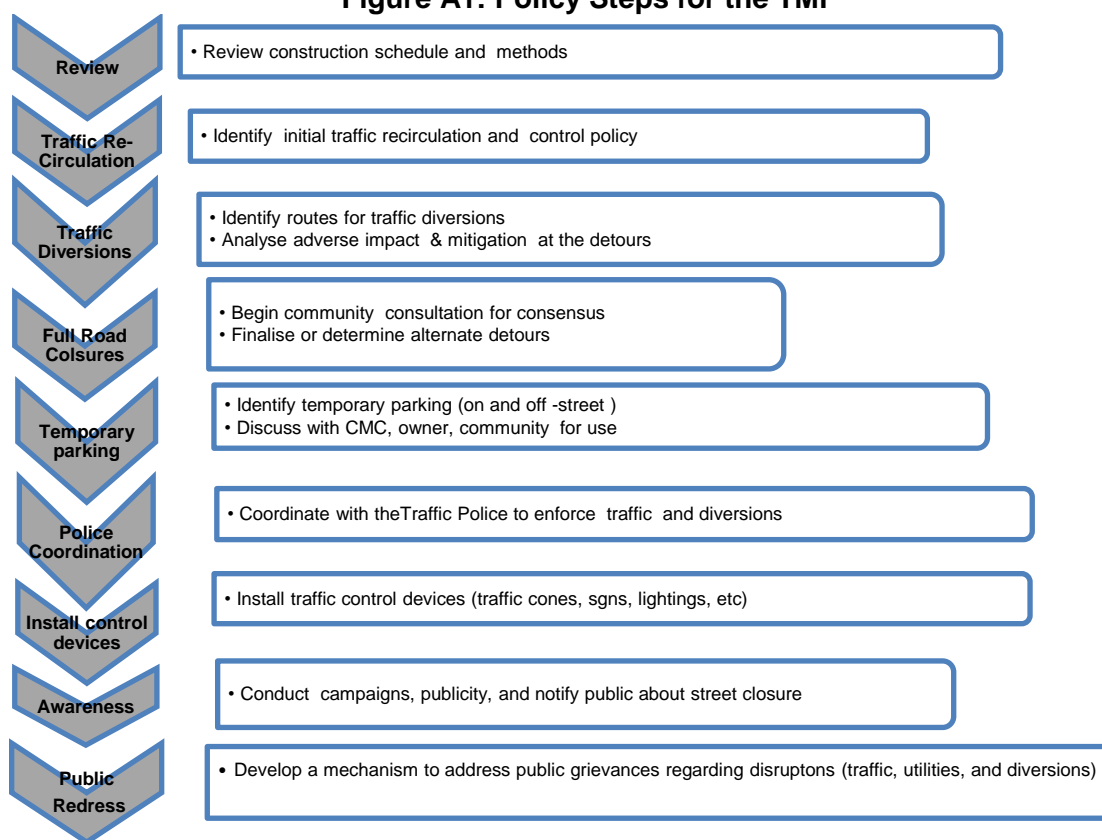 Figure A1: Policy Steps for the TMP
Review
• Review construction schedule and methods
Traffic Re-
Circulation
• Identify initial traffic recirculation and control policy
Traffic
Diversions
• Identify routes for traffic diversions
• Analyse adverse impact & mitigation at the detours
Full Road
Colsures
• Begin community consultation for consensus
• Finalise or determine alternate detours
Temporary
parking
• Identify temporary parking (on and off -street )
• Discuss with CMC, owner, community for use
Police
Coordination
• Coordinate with theTraffic Police to enforce traffic and diversions
Install control
devices
• Install traffic control devices (traffic cones, sgns, lightings, etc)
Awareness
• Conduct campaigns, publicity, and notify public about street closure
Public
Redress
• Develop a mechanism to address public grievances regarding disruptons (traffic, utilities, and diversions)